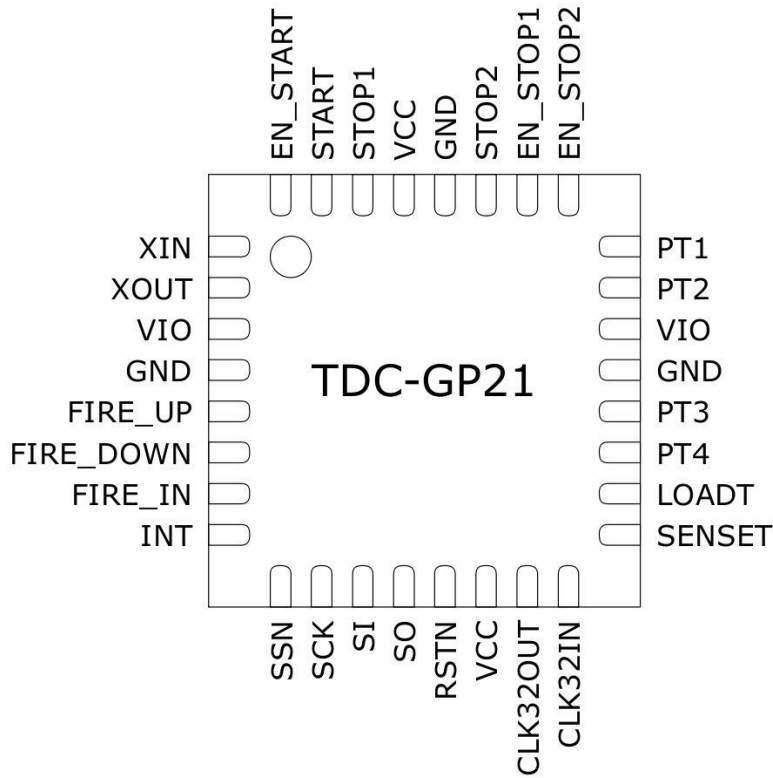 EN_START
START
STOP1
VCC
GND
STOP2
EN_STOP1
EN_STOP2
XIN
XOUT
VIO
GND
FIRE_UP
FIRE_DOWN
FIRE_IN
INT
TDC-GP21
PT1
PT2
VIO
GND
PT3
PT4
LOADT
SENSET
SSN
SCK
SI
SO
RSTN
VCC
CLK32OUT
CLK32IN